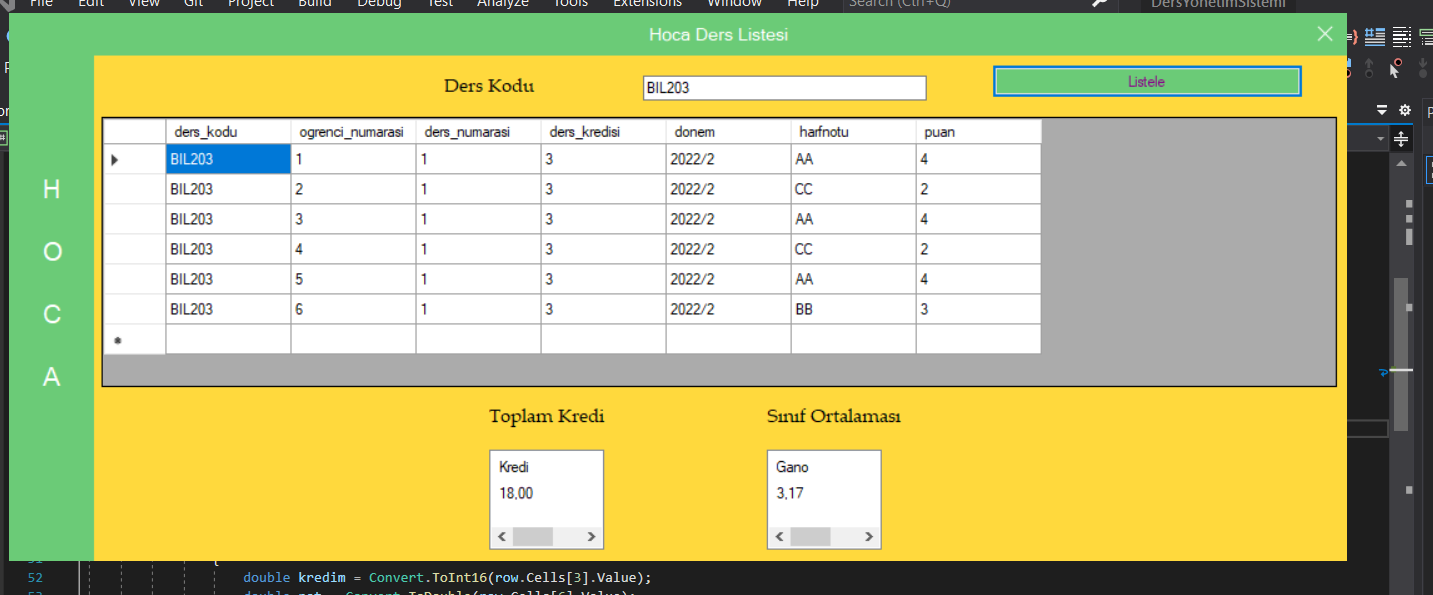 File Edit View Git Project Build Debug Test Analyze Tools Extensions Window Help Search (Ctrl+Q) DersYonetimSistemi
Hoca Ders Listesi
Ders Kodu BIL203 Listele
ders_kodu ogrenci_numarasi ders_numarasi ders_kredisi donem harfnotu puan
BIL203 1 1 3 2022/2 AA 4
BIL203 2 1 3 2022/2 CC 2
BIL203 3 1 3 2022/2 AA 4
BIL203 4 1 3 2022/2 CC 2
BIL203 5 1 3 2022/2 AA 4
BIL203 6 1 3 2022/2 BB 3
H
O
C
A
Toplam Kredi Sınıf Ortalaması
Kredi Gano
18,00 3,17
52 double kredim = Convert.ToInt16(row.Cells[3].Value);